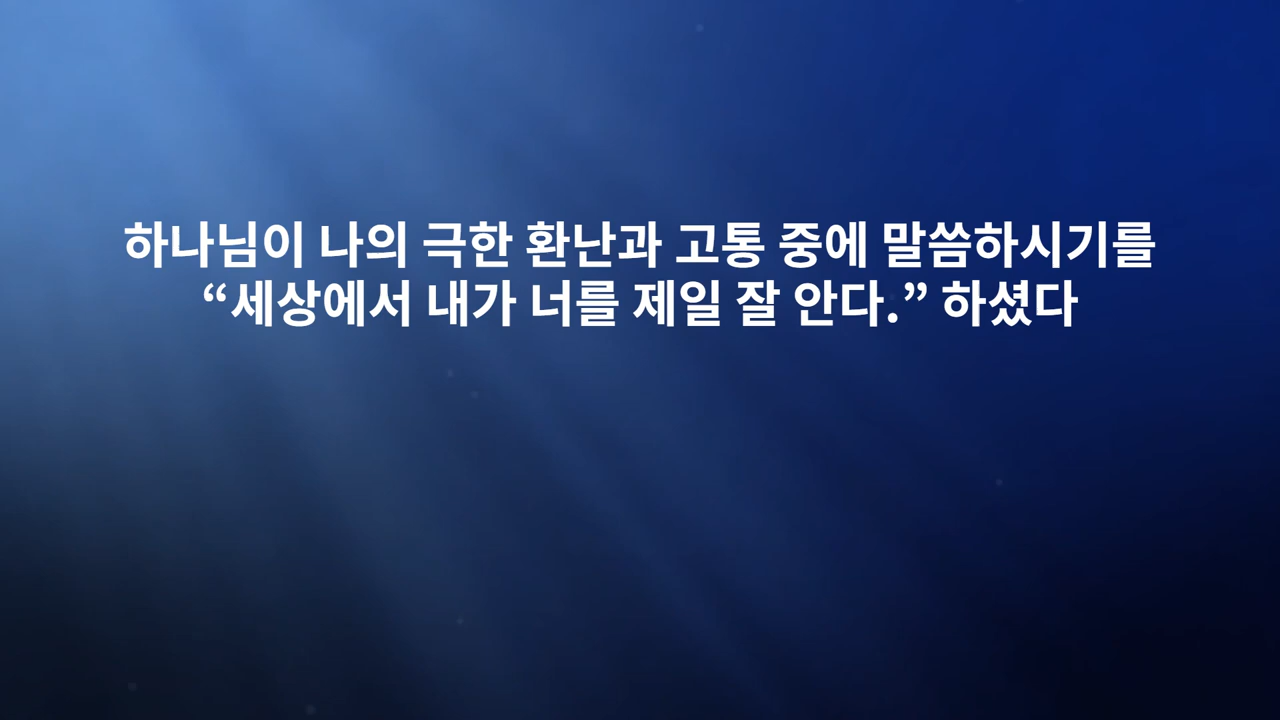 하나님이 나의 극한 환난과 고통 중에 말씀하시기를
“세상에서 내가 너를 제일 잘 안다.” 하셨다